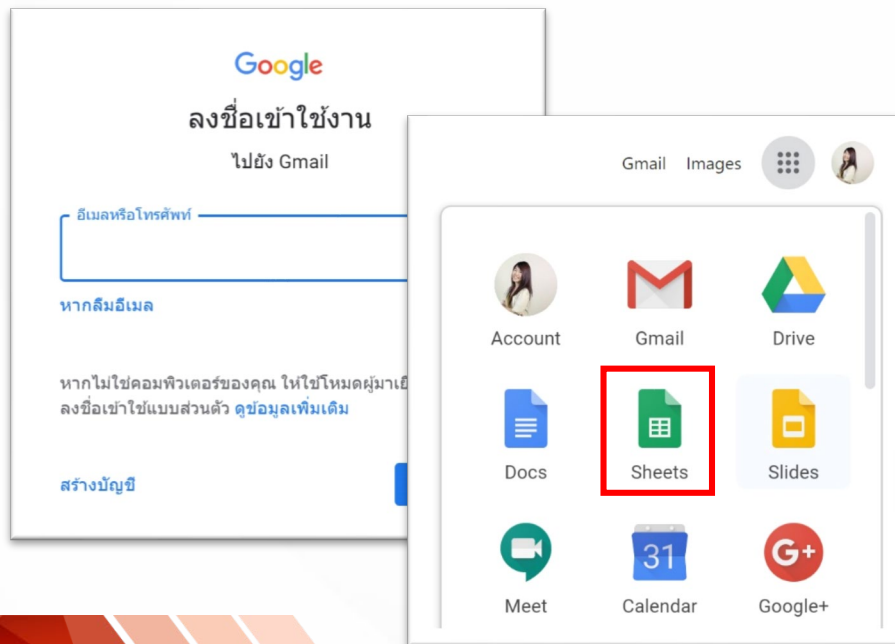 Google
ลงชื่อเข้าใช้งาน
ไปยัง Gmail
อีเมลหรือโทรศัพท์
หากลืมอีเมล
หากไม่ใช่คอมพิวเตอร์ของคุณ ให้ใช้โหมดผู้มาเยี
ลงชื่อเข้าใช้แบบส่วนตัว ดูข้อมูลเพิ่มเติม
สร้างบัญชี
Gmail Images
Account Gmail Drive
Docs Sheets Slides
31
G+
Meet Calendar Google+